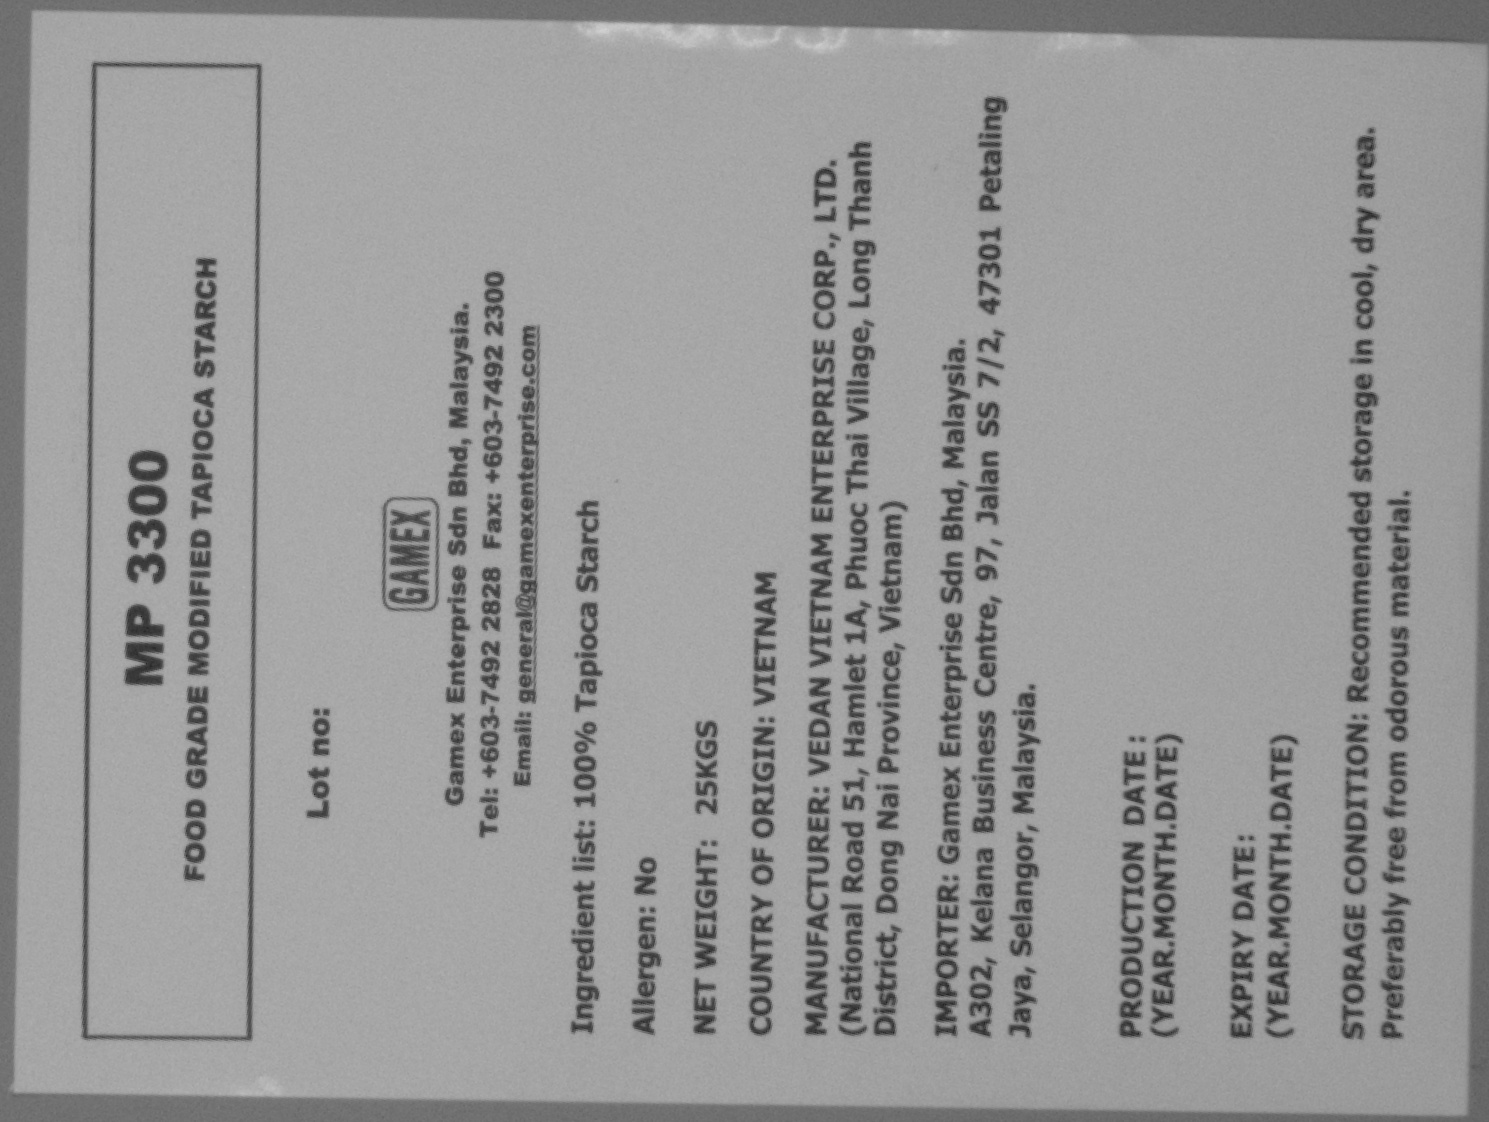 MP 3300
FOOD GRADE MODIFIED TAPIOCA STARCH
Lot no:
GAMEX
Gamex Enterprise Sdn Bhd, Malaysia.
Tel: +603-7492 2828 Fax: +603-7492 2300
Email: general@gamexenterprise.com
Ingredient list: 100% Tapioca Starch
Allergen: No
NET WEIGHT: 25KGS
COUNTRY OF ORIGIN: VIETNAM
MANUFACTURER: VEDAN VIETNAM ENTERPRISE CORP., LTD.
(National Road 51, Hamlet 1A, Phuoc Thai Village, Long Thanh
District, Dong Nai Province, Vietnam)
IMPORTER: Gamex Enterprise Sdn Bhd, Malaysia.
A302, Kelana Business Centre, 97, Jalan SS 7/2, 47301 Petaling
Jaya, Selangor, Malaysia.
PRODUCTION DATE:
(YEAR.MONTH.DATE)
EXPIRY DATE:
(YEAR.MONTH.DATE)
STORAGE CONDITION: Recommended storage in cool, dry area.
Preferably free from odorous material.